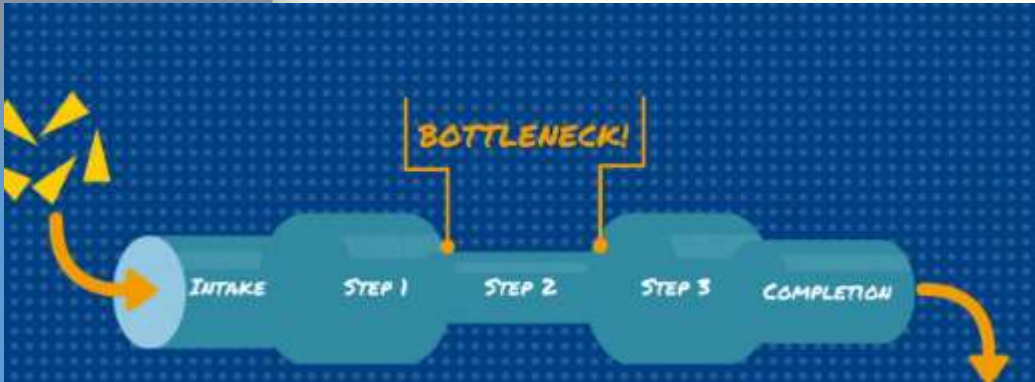 BOTTLENECK!
INTAKE
STEP 1
STEP 2
STEP 3
COMPLETION